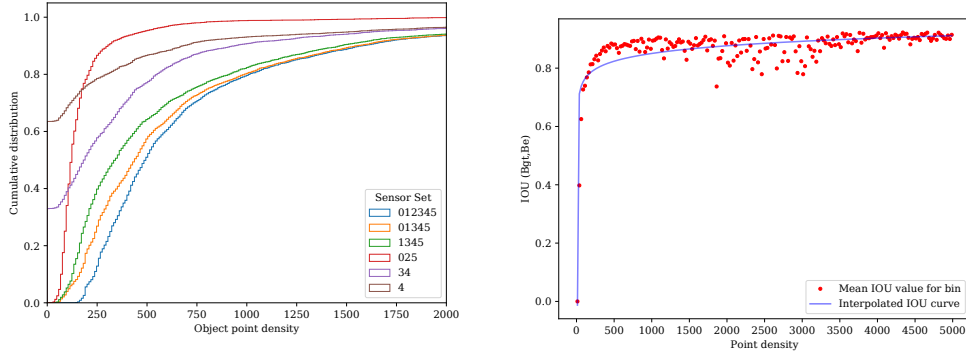 1.0
0.8
0.6
0.4
0.2
0.0
Cumulative distribution
0 250 500 750 1000 1250 1500 1750 2000
Object point density
Sensor Set
012345
01345
1345
025
34
4
0.8
0.6
0.4
0.2
0.0
IOU (Bgt,Be)
0 500 1000 1500 2000 2500 3000 3500 4000 4500 5000
Point density
Mean IOU value for bin
Interpolated IOU curve